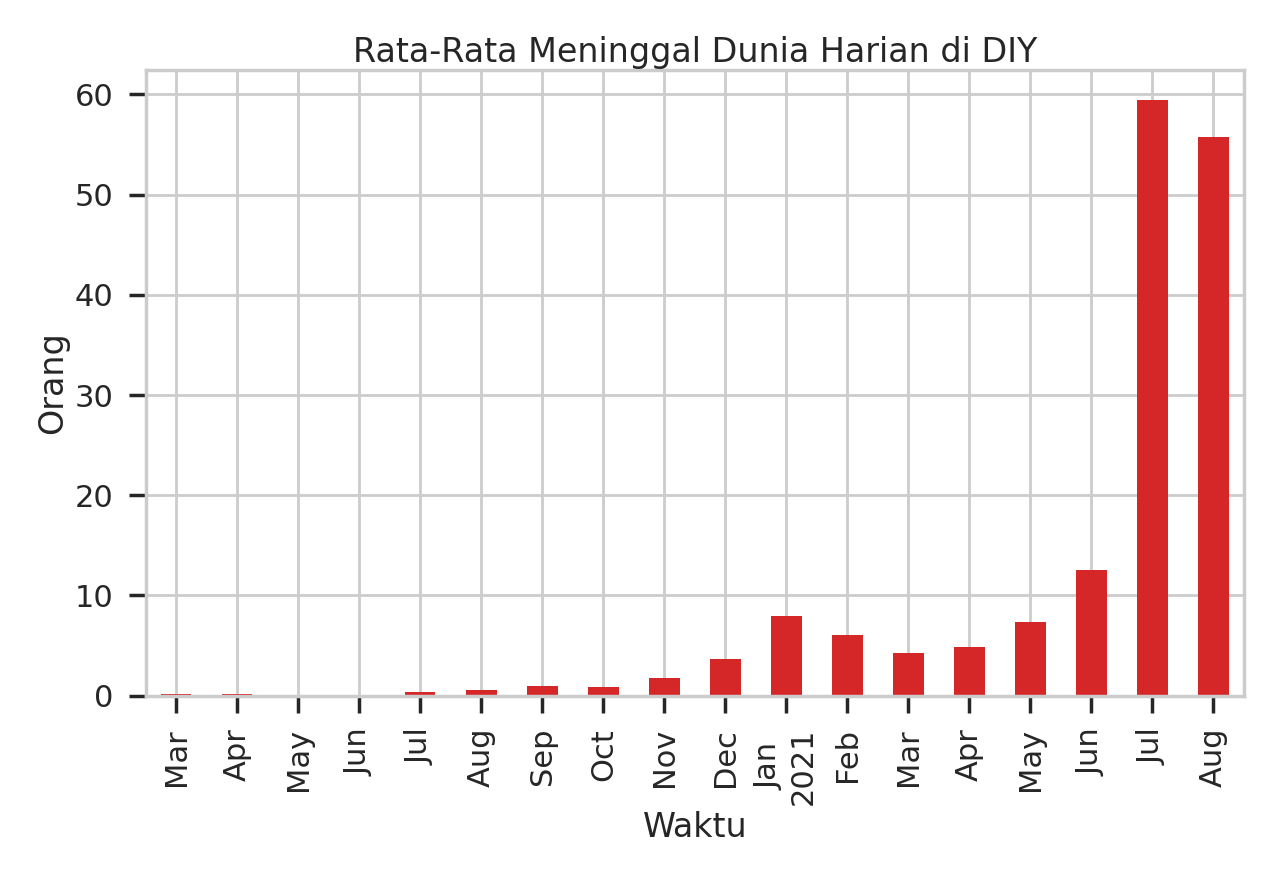 Rata-Rata Meninggal Dunia Harian di DIY
60
50
40
30
20
10
0
Orang
Mar
Apr
May
Jun
Jul
Aug
Sep
Oct
Nov
Dec
Jan
2021
Feb
Mar
Apr
May
Jun
Jul
Aug
Waktu